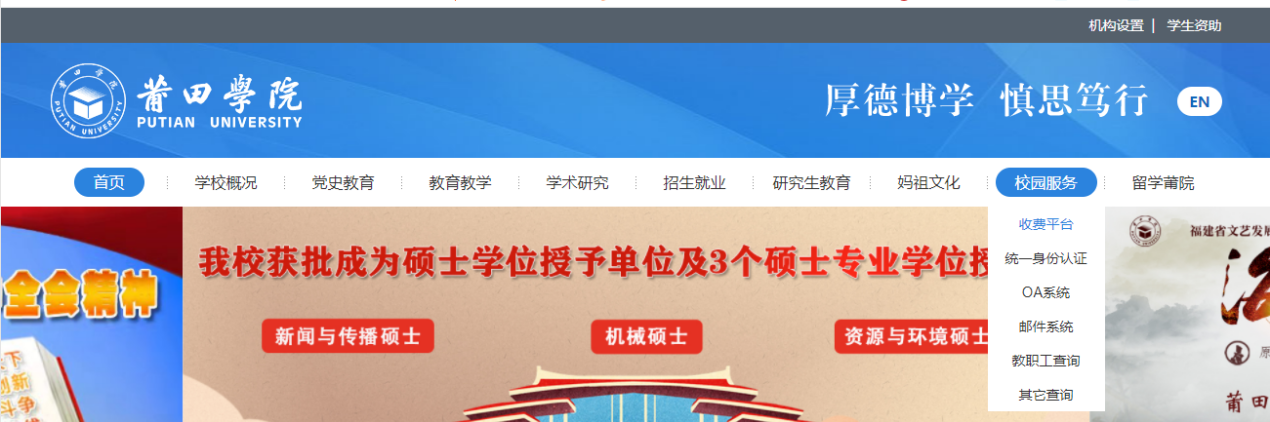 机构设置 | 学生资助
莆田學院
PUTIAN UNIVERSITY
厚德博学 慎思笃行
EN
首页 学校概况 党史教育 教育教学 学术研究 招生就业 研究生教育 妈祖文化 校园服务 留学莆院
收费平台
统一身份认证
OA系统
邮件系统
教职工查询
其它查询
全会精神
我校获批成为硕士学位授予单位及3个硕士专业学位授
新闻与传播硕士 机械硕士 资源与环境硕士
福建省文艺发展
莆田